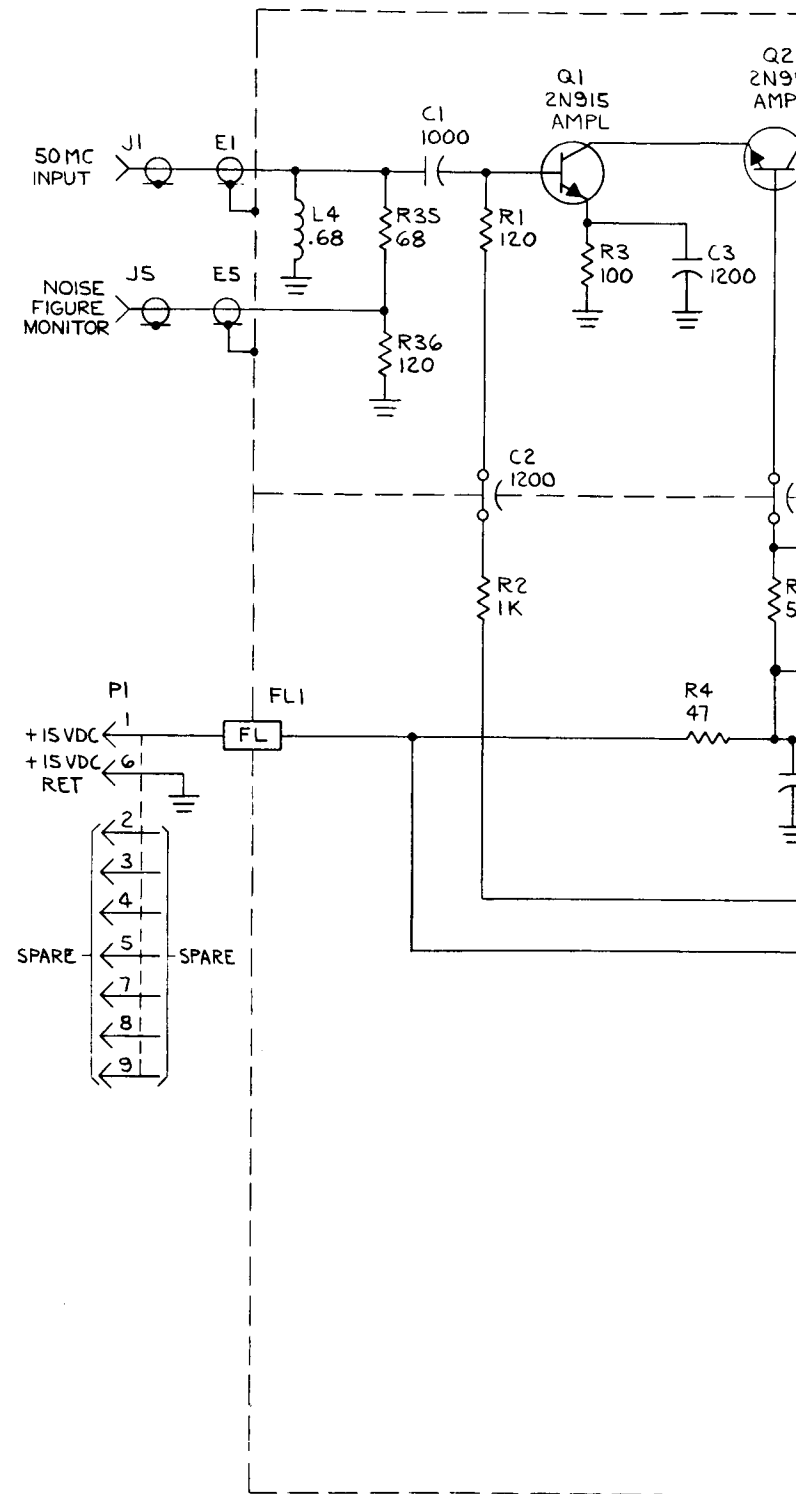 Q1
2N915
AMPL
Q2
AMP
C1
1000
50 MC
INPUT
J1
E1
L4
.68
R35
68
R1
120
R3
100
C3
1200
NOISE
FIGURE
MONITOR
J5
E5
R36
120
C2
1200
R2
1K
R
5
P1
FL1
R4
47
+15 VDC
1
FL
+15 VDC
RET
6
2
3
4
SPARE
5
SPARE
7
8
9